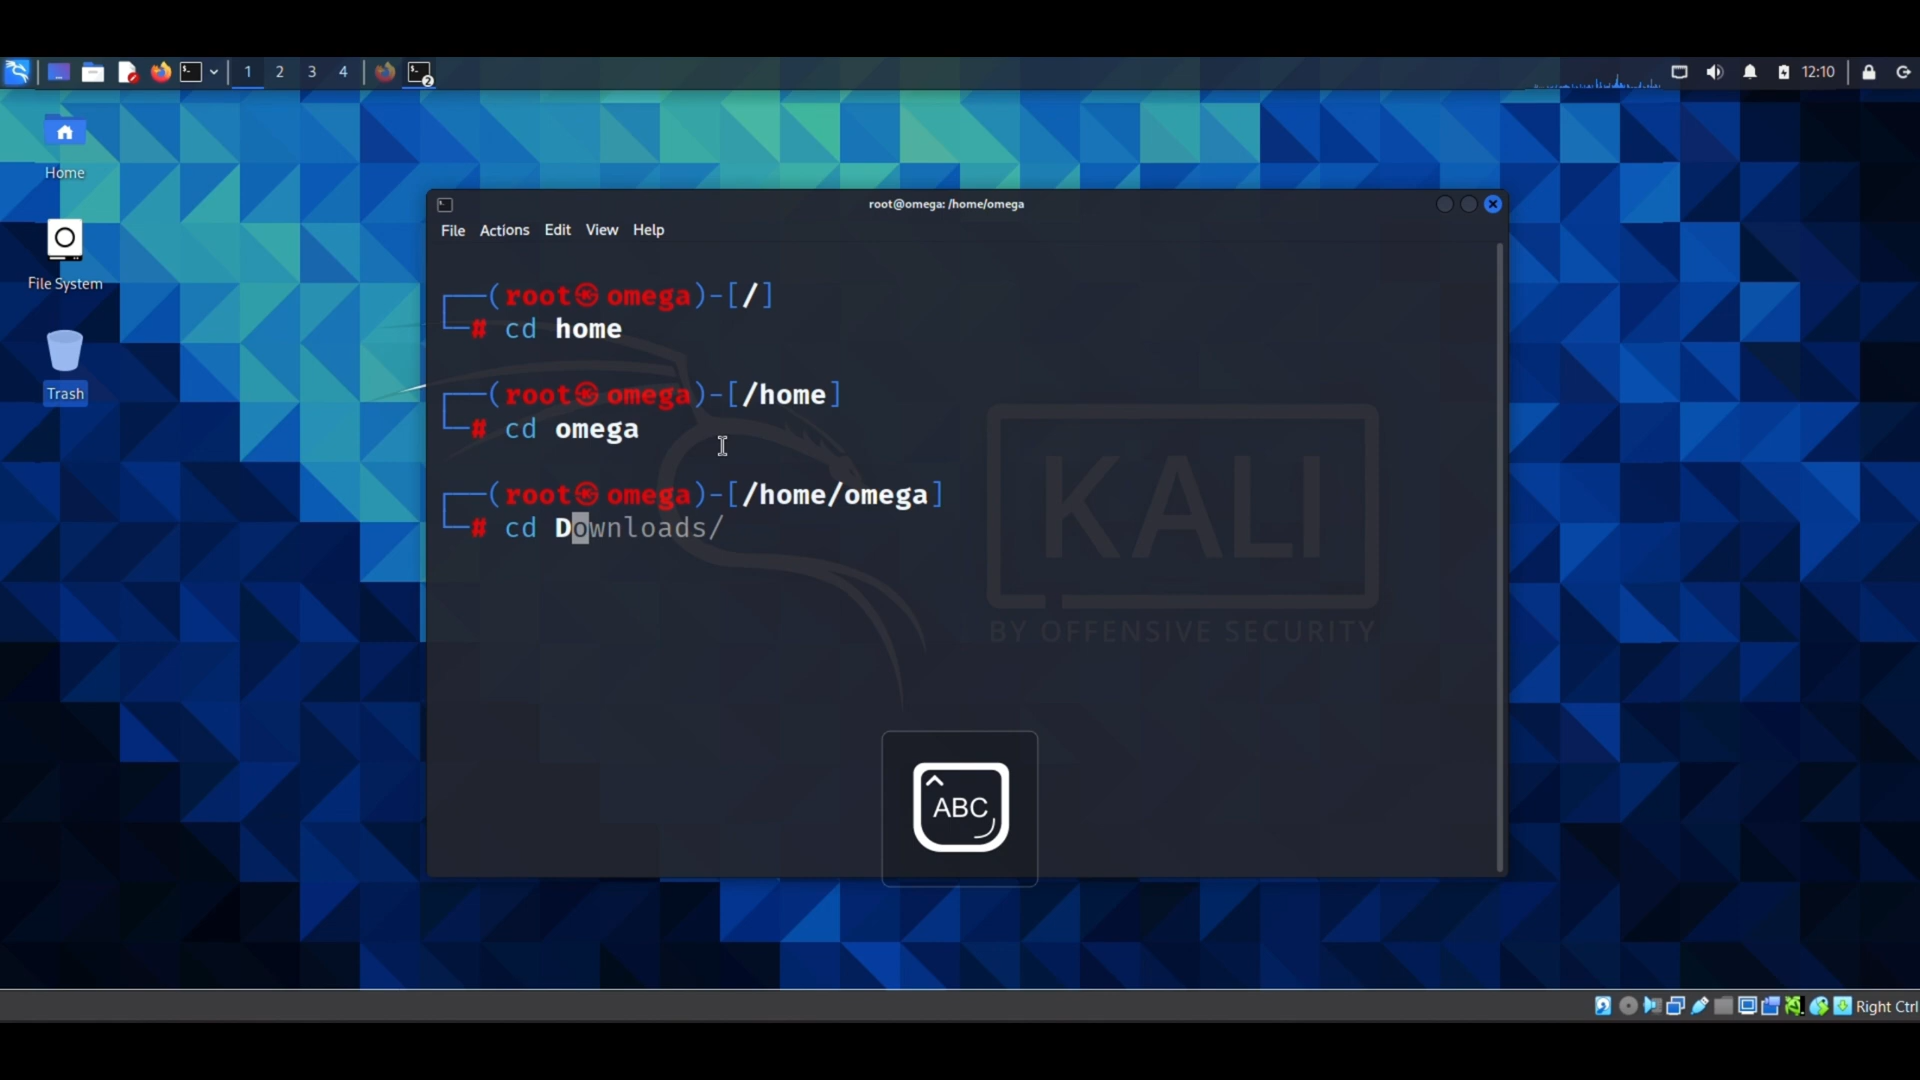 1 2 3 4 2 12:10
Home
File System
Trash
root@omega: /home/omega
File Actions Edit View Help
┌──(root㉿omega)-[/]
└─# cd home
┌──(root㉿omega)-[/home]
└─# cd omega
┌──(root㉿omega)-[/home/omega]
└─# cd Downloads/
KALI
BY OFFENSIVE SECURITY
ABC
Right Ctrl